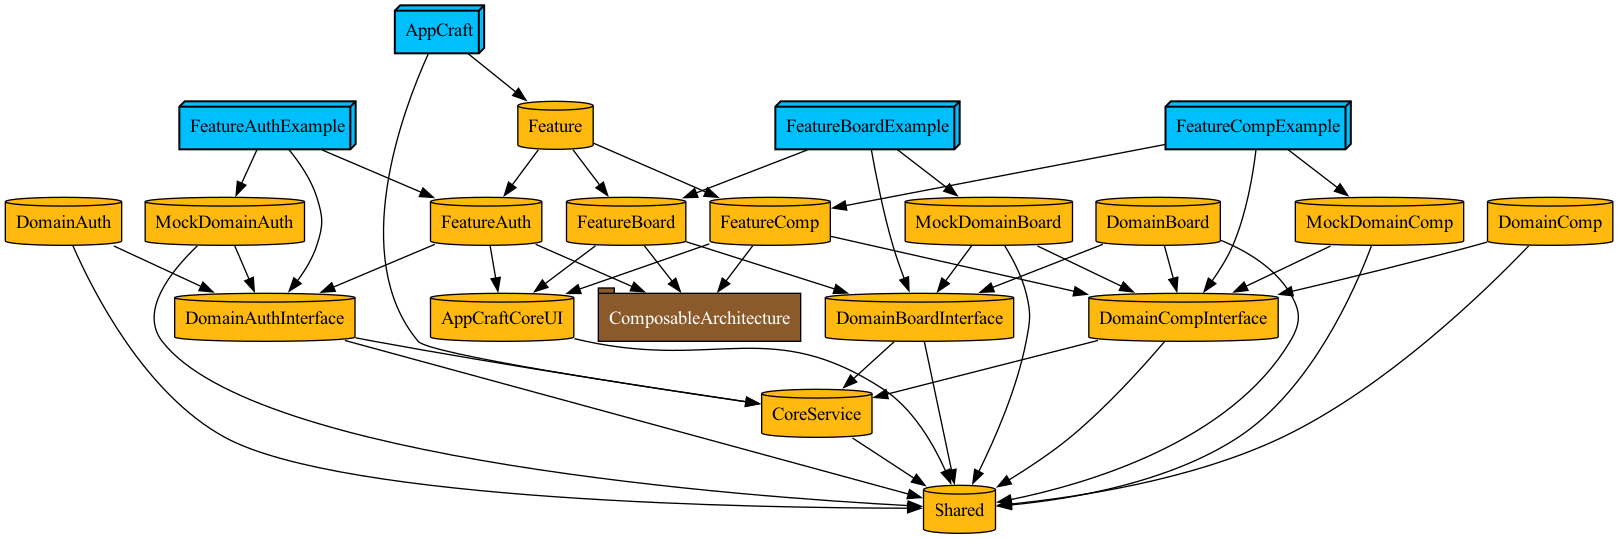 AppCraft
FeatureAuthExample
Feature
FeatureBoardExample
FeatureCompExample
DomainAuth
MockDomainAuth
FeatureAuth
FeatureBoard
FeatureComp
MockDomainBoard
DomainBoard
MockDomainComp
DomainComp
DomainAuthInterface
AppCraftCoreUI
ComposableArchitecture
DomainBoardInterface
DomainCompInterface
CoreService
Shared